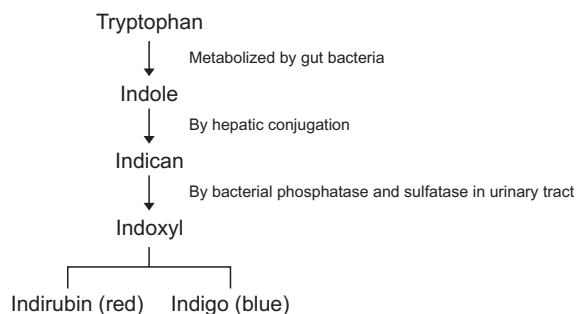 Tryptophan
Metabolized by gut bacteria
Indole
By hepatic conjugation
Indican
By bacterial phosphatase and sulfatase in urinary tract
Indoxyl
Indirubin (red) Indigo (blue)